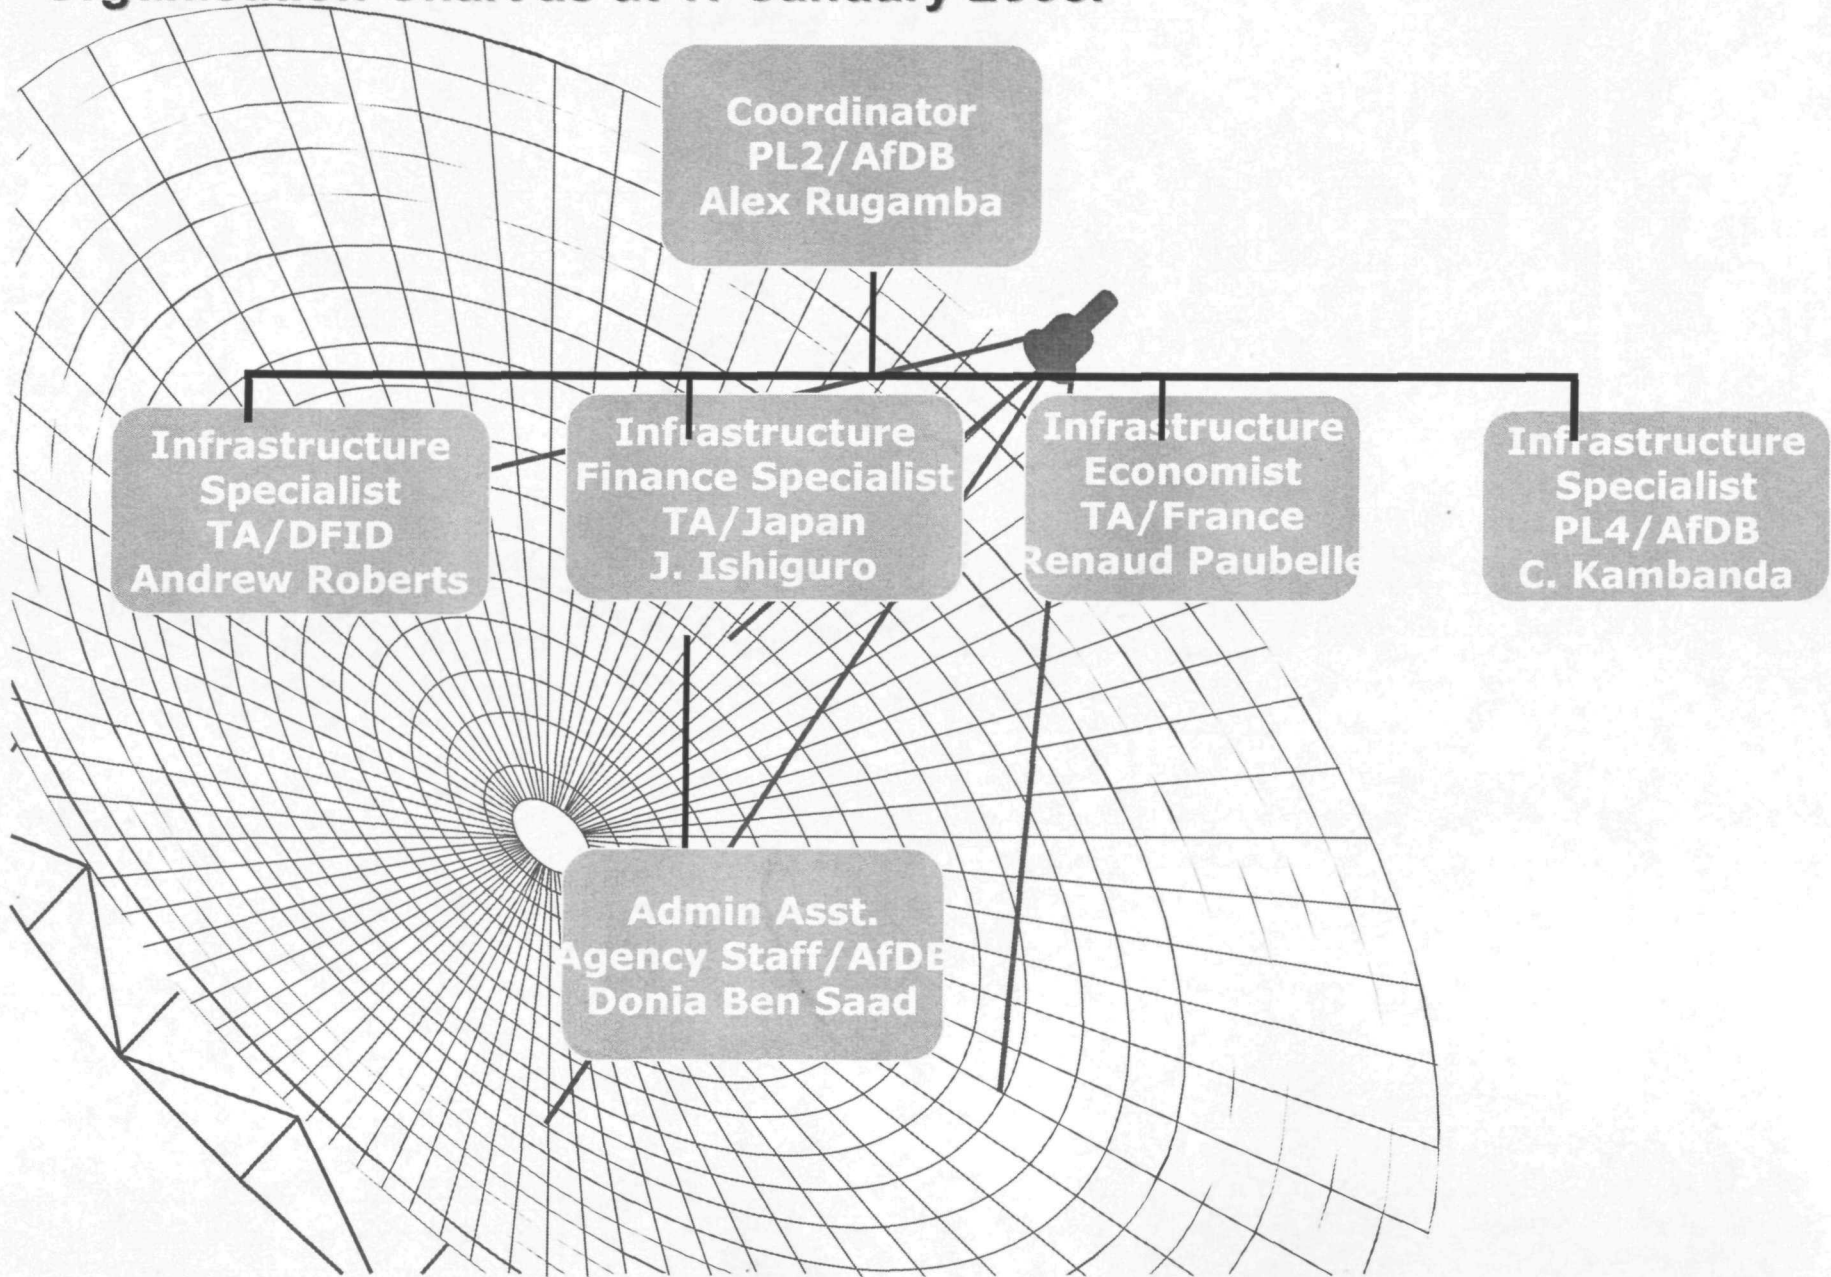 Coordinator
PL2/AfDB
Alex Rugamba
Infrastructure
Specialist
TA/DFID
Andrew Roberts
Infrastructure
Finance Specialist
TA/Japan
J. Ishiguro
Infrastructure
Economist
TA/France
Renaud Paubelle
Infrastructure
Specialist
PL4/AfDB
C. Kambanda
Admin Asst.
Agency Staff/AfDB
Donia Ben Saad